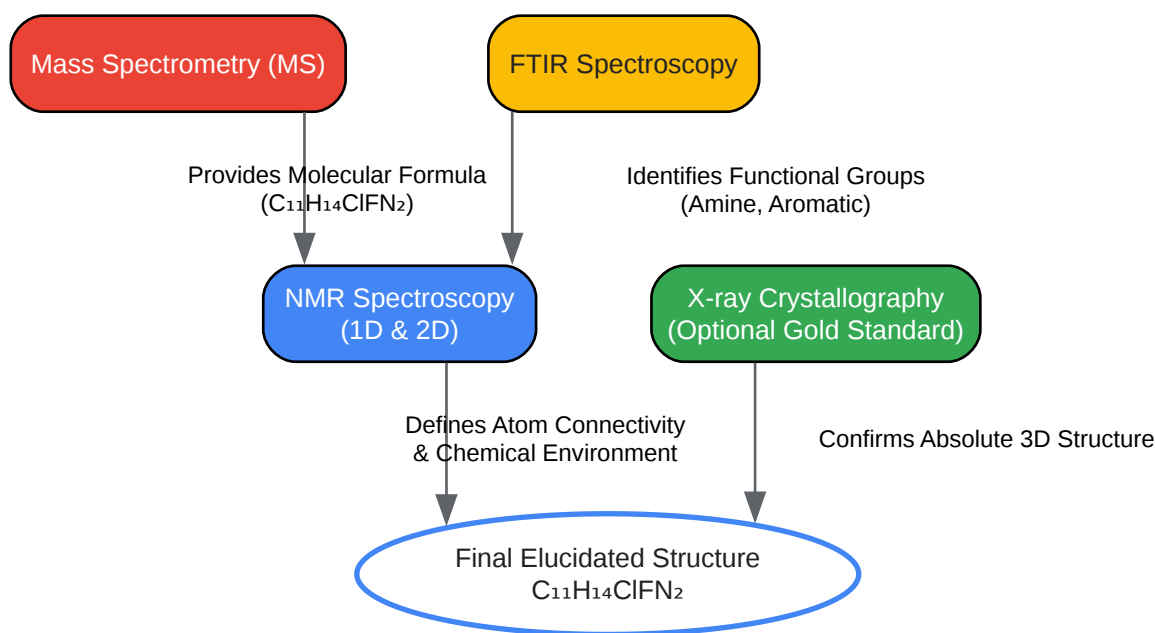 Mass Spectrometry (MS)
FTIR Spectroscopy
Provides Molecular Formula
(C₁₁H₁₄ClFN₂)
Identifies Functional Groups
(Amine, Aromatic)
NMR Spectroscopy
(1D & 2D)
X-ray Crystallography
(Optional Gold Standard)
Defines Atom Connectivity
& Chemical Environment
Confirms Absolute 3D Structure
Final Elucidated Structure
C₁₁H₁₄ClFN₂